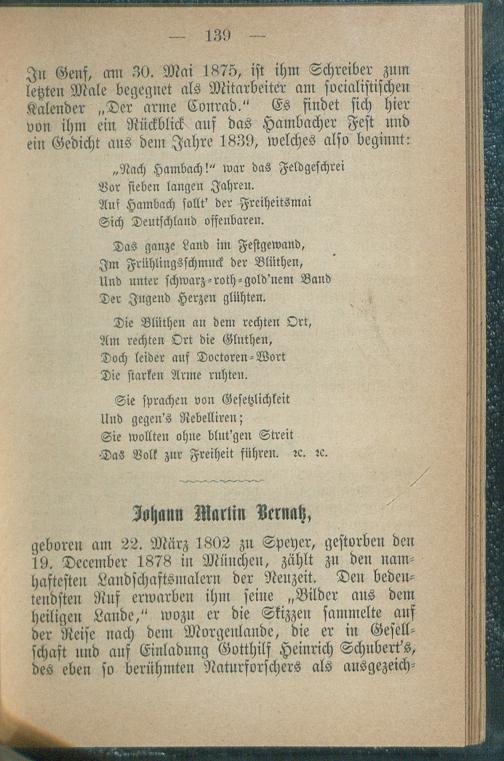 — 139 —
In Genf, am 30. Mai 1875, ist ihm Schreiber zum
letzten Male begegnet als Mitarbeiter am socialistischen
Kalender „Der arme Conrad.“ Es findet sich hier
von ihm ein Rückblick auf das Hambacher Fest und
ein Gedicht aus dem Jahre 1839, welches also beginnt:
„Nach Hambach!“ war das Feldgeschrei
Vor sieben langen Jahren.
Auf Hambach sollt' der Freiheitsmai
Sich Deutschland offenbaren.
Das ganze Land im Festgewand,
Im Frühlingsschmuck der Blüthen,
Und unter schwarz-roth-gold'nem Band
Der Jugend Herzen glühten.
Die Blüthen an dem rechten Ort,
Am rechten Ort die Gluthen,
Doch leider auf Doctoren-Wort
Die starken Arme ruhten.
Sie sprachen von Gesetzlichkeit
Und gegen's Rebelliren;
Sie wollten ohne blut'gen Streit
Das Volk zur Freiheit führen. ꝛc. ꝛc.
Johann Martin Bernatz,
geboren am 22. März 1802 zu Speyer, gestorben den
19. December 1878 in München, zählt zu den nam-
haftesten Landschaftsmalern der Neuzeit. Den bedeu-
tendsten Ruf erwarben ihm seine „Bilder aus dem
heiligen Lande,“ wozu er die Skizzen sammelte auf
der Reise nach dem Morgenlande, die er in Gesell-
schaft und auf Einladung Gotthilf Heinrich Schubert's,
des eben so berühmten Naturforschers als ausgezeich-